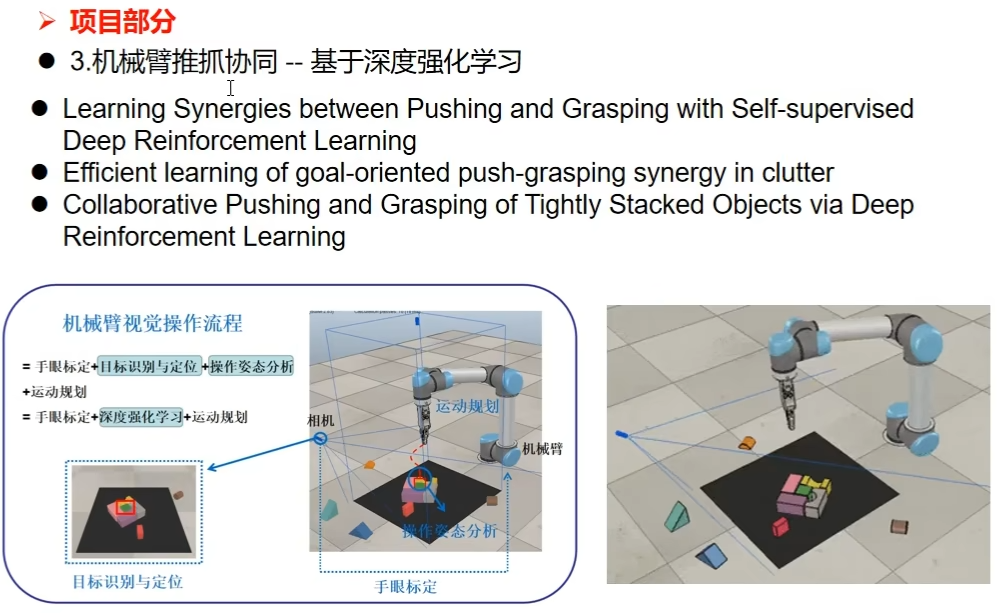 项目部分
3.机械臂推抓协同 -- 基于深度强化学习
Learning Synergies between Pushing and Grasping with Self-supervised
Deep Reinforcement Learning
Efficient learning of goal-oriented push-grasping synergy in clutter
Collaborative Pushing and Grasping of Tightly Stacked Objects via Deep
Reinforcement Learning
机械臂视觉操作流程
= 手眼标定+目标识别与定位+操作姿态分析
+运动规划
= 手眼标定+深度强化学习+运动规划
相机
运动规划
机械臂
操作姿态分析
目标识别与定位
手眼标定